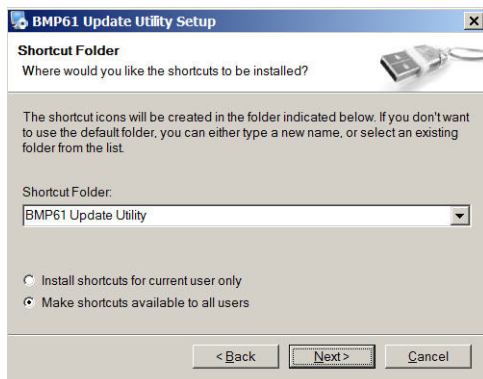 BMP61 Update Utility Setup
Shortcut Folder
Where would you like the shortcuts to be installed?
The shortcut icons will be created in the folder indicated below. If you don't want
to use the default folder, you can either type a new name, or select an existing
folder from the list.
Shortcut Folder:
BMP61 Update Utility
Install shortcuts for current user only
Make shortcuts available to all users
< Back
Next >
Cancel